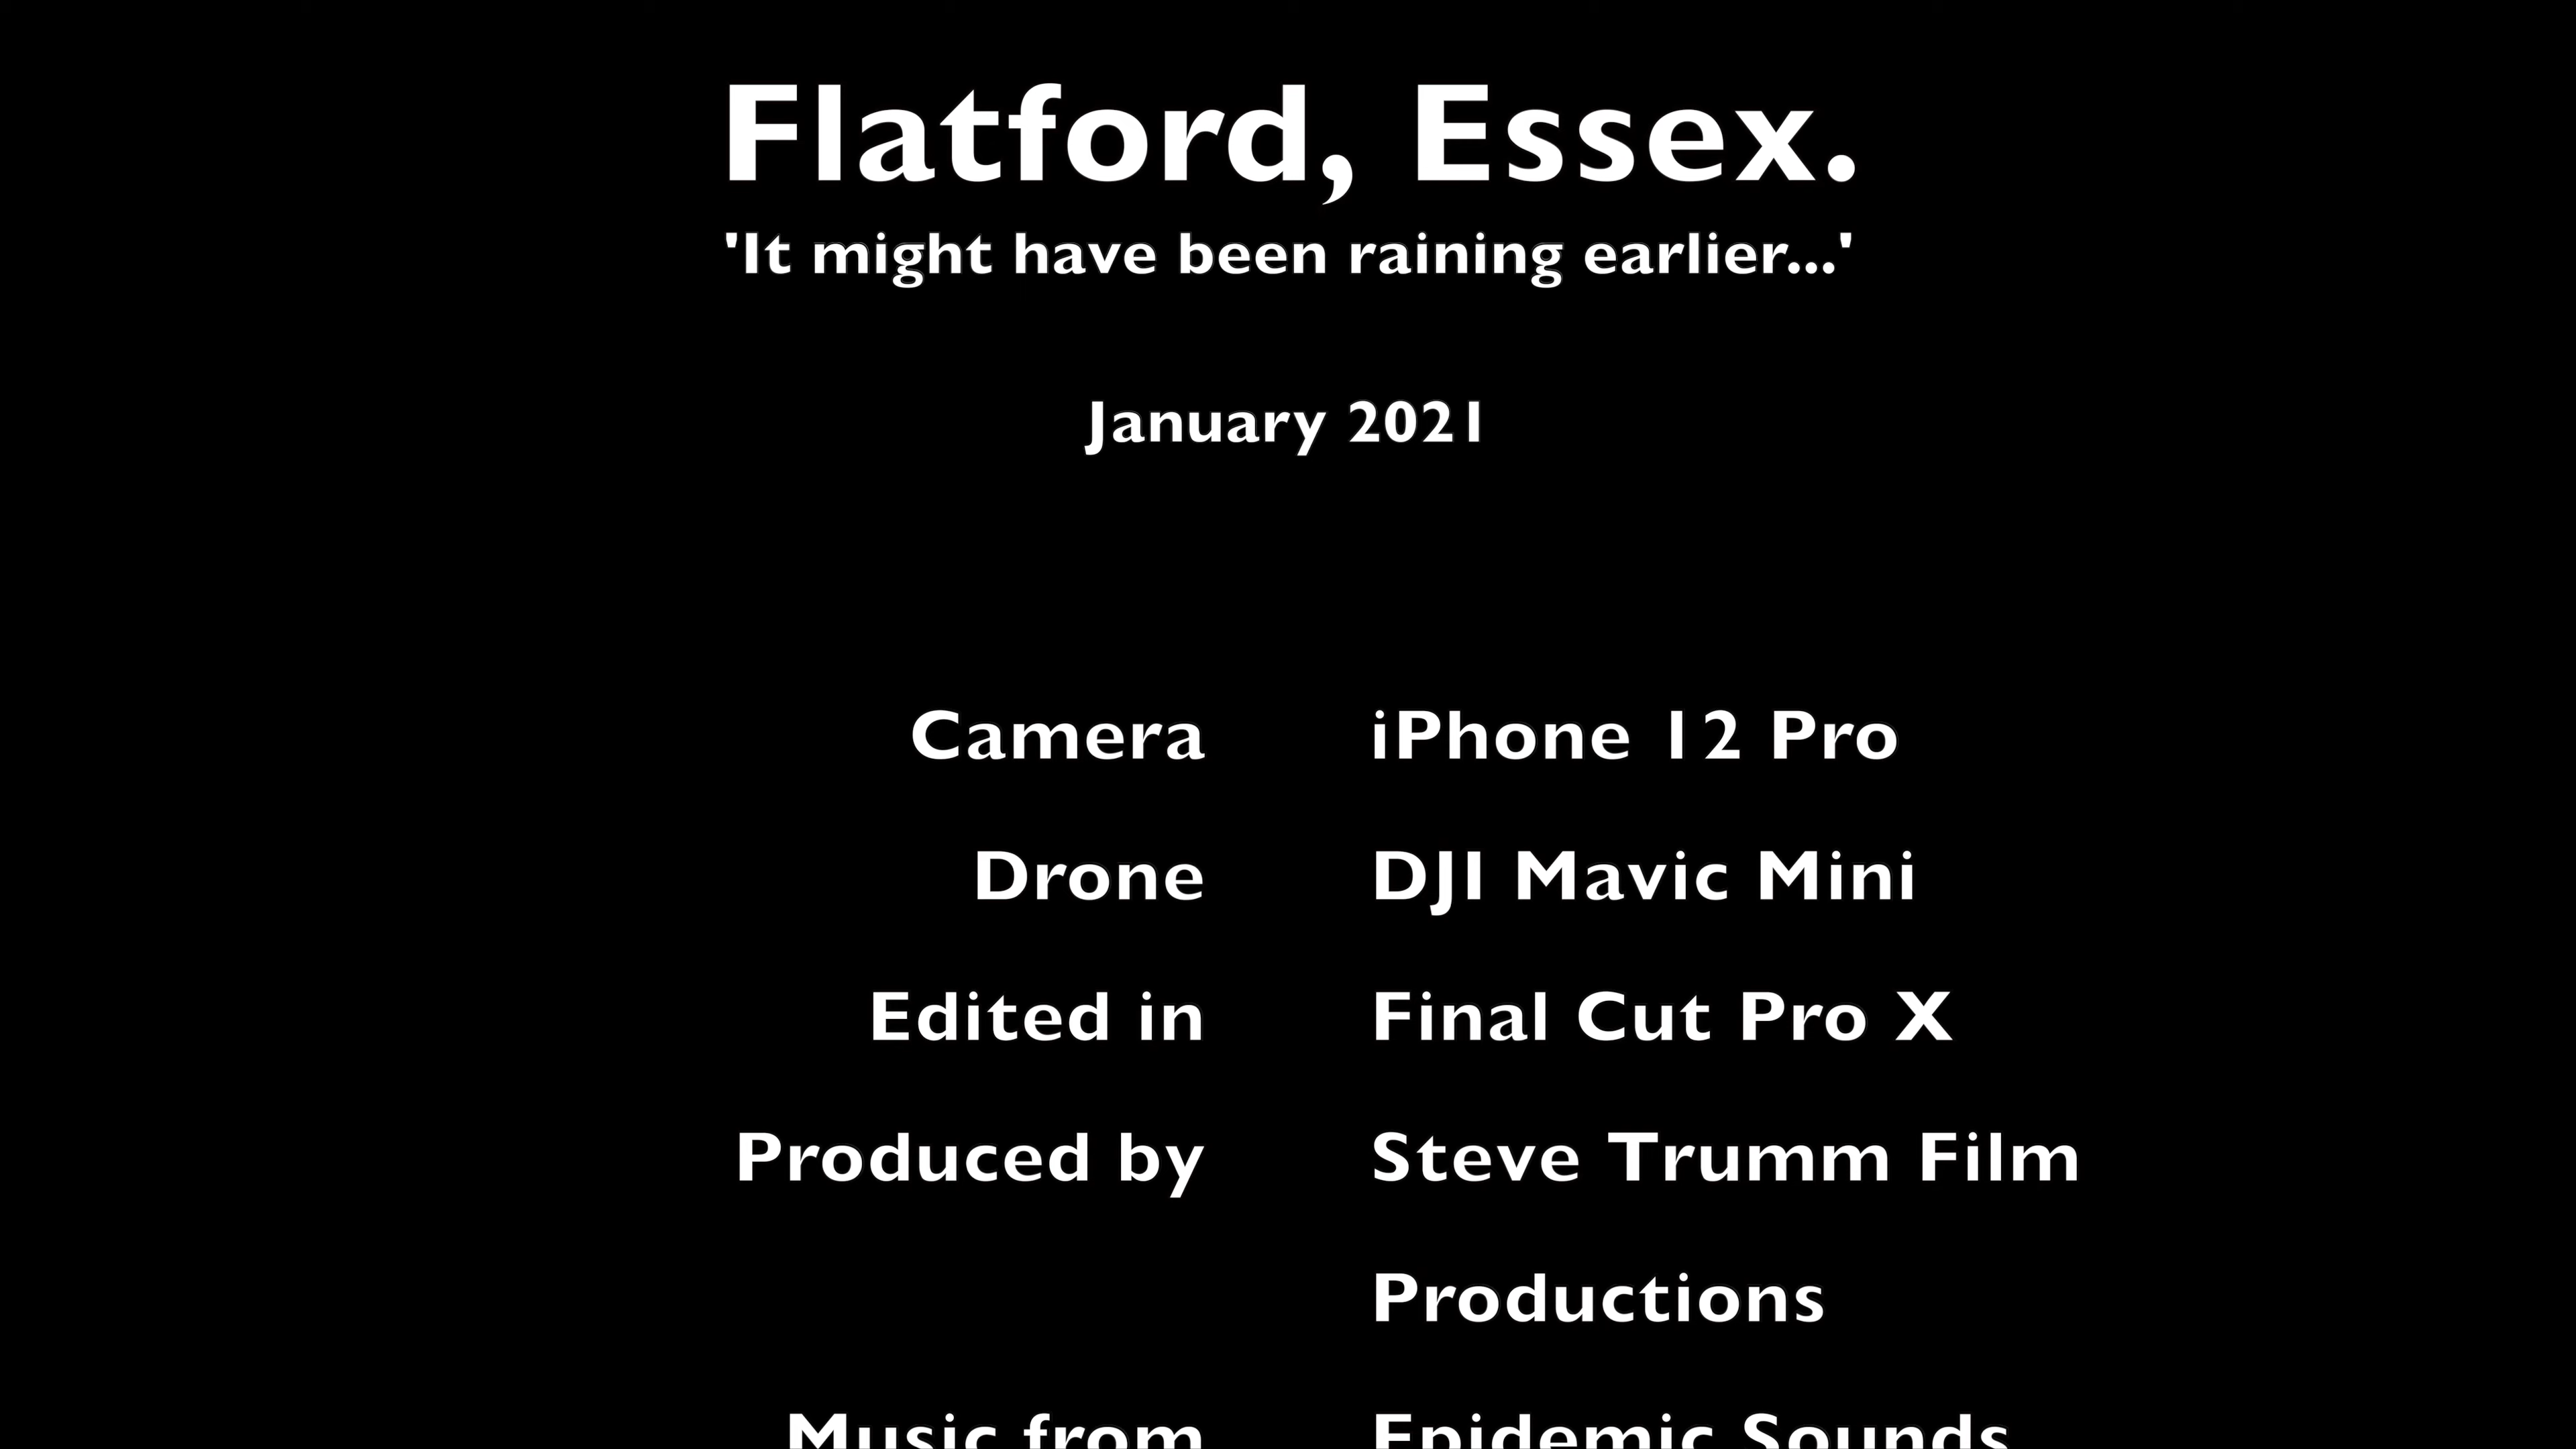 Flatford, Essex.
'It might have been raining earlier...'
January 2021
Camera iPhone 12 Pro
Drone DJI Mavic Mini
Edited in Final Cut Pro X
Produced by Steve Trumm Film
Productions
Music from Epidemic Sounds